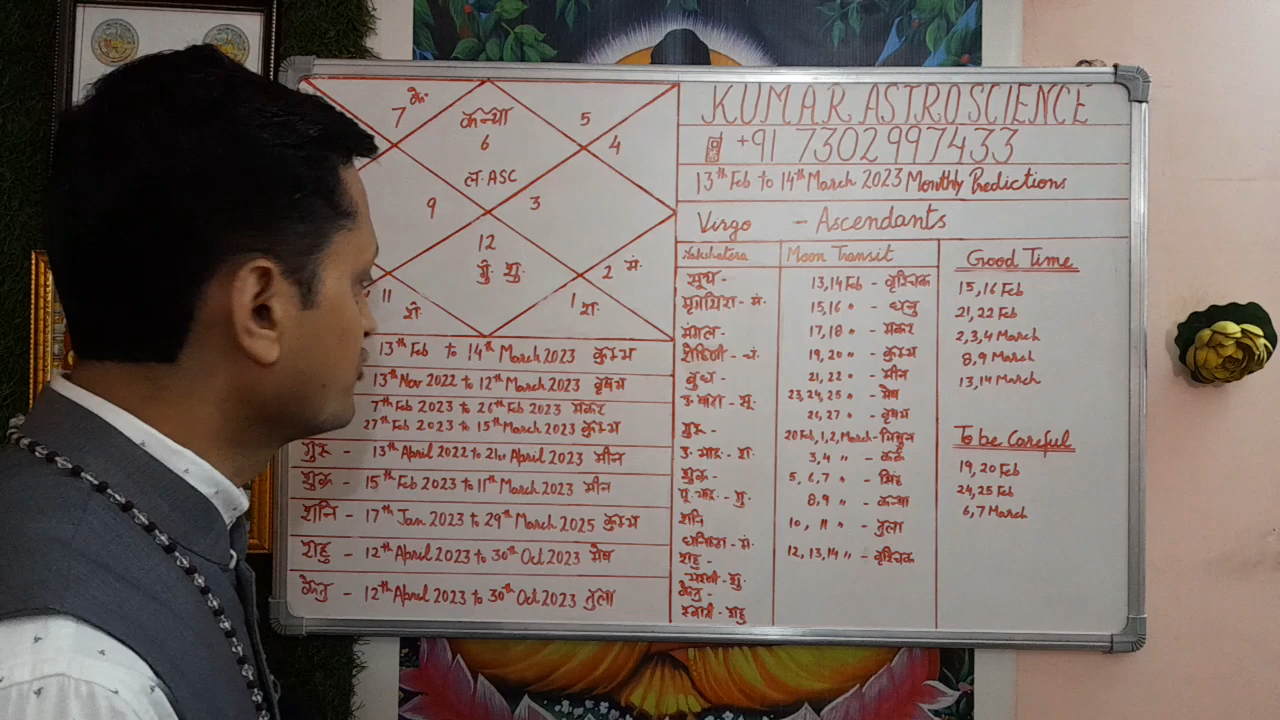 KUMAR ASTRO SCIENCE
+91 7302997433
13th Feb to 14th March 2023 Monthly Predictions
Virgo - Ascendants
7 के.
कन्या
6
5
4
ल. ASC
9
3
12
गु. शु.
2 मं.
11
श.
1
रा.
13th Feb to 14th March 2023 कुम्भ
13th Nov 2022 to 12th March 2023 वृषभ
7th Feb 2023 to 26th Feb 2023 मकर
27th Feb 2023 to 15th March 2023 कुम्भ
गुरु - 13th April 2022 to 21st April 2023 मीन
शुक्र - 15th Feb 2023 to 11th March 2023 मीन
शनि - 17th Jan 2023 to 29th March 2025 कुम्भ
राहु - 12th April 2023 to 30th Oct 2023 मेष
केतु - 12th April 2023 to 30th Oct 2023 तुला
Nakshatera
सूर्य -
मृगशिरा - मं.
मंगल -
रोहिणी - चं.
बुध -
उ. षाढा - सू.
गुरु -
उ. भाद्र. - श.
शुक्र -
पू. भाद्र. - गु.
शनि
धनिष्ठा - मं.
राहु -
भरणी - शु.
केतु -
स्वाति - राहु
Moon Transit
13,14 Feb - वृश्चिक
15,16 " - धनु
17,18 " - मकर
19,20 " - कुम्भ
21,22 " - मीन
23,24,25 " - मेष
26,27 " - वृषभ
28 Feb,1,2,March - मिथुन
3,4 " - कर्क
5,6,7 " - सिंह
8,9 " - कन्या
10,11 " - तुला
12,13,14 " - वृश्चिक
Good Time
15,16 Feb
21,22 Feb
2,3,4 March
8,9 March
13,14 March
To be Careful
19,20 Feb
24,25 Feb
6,7 March